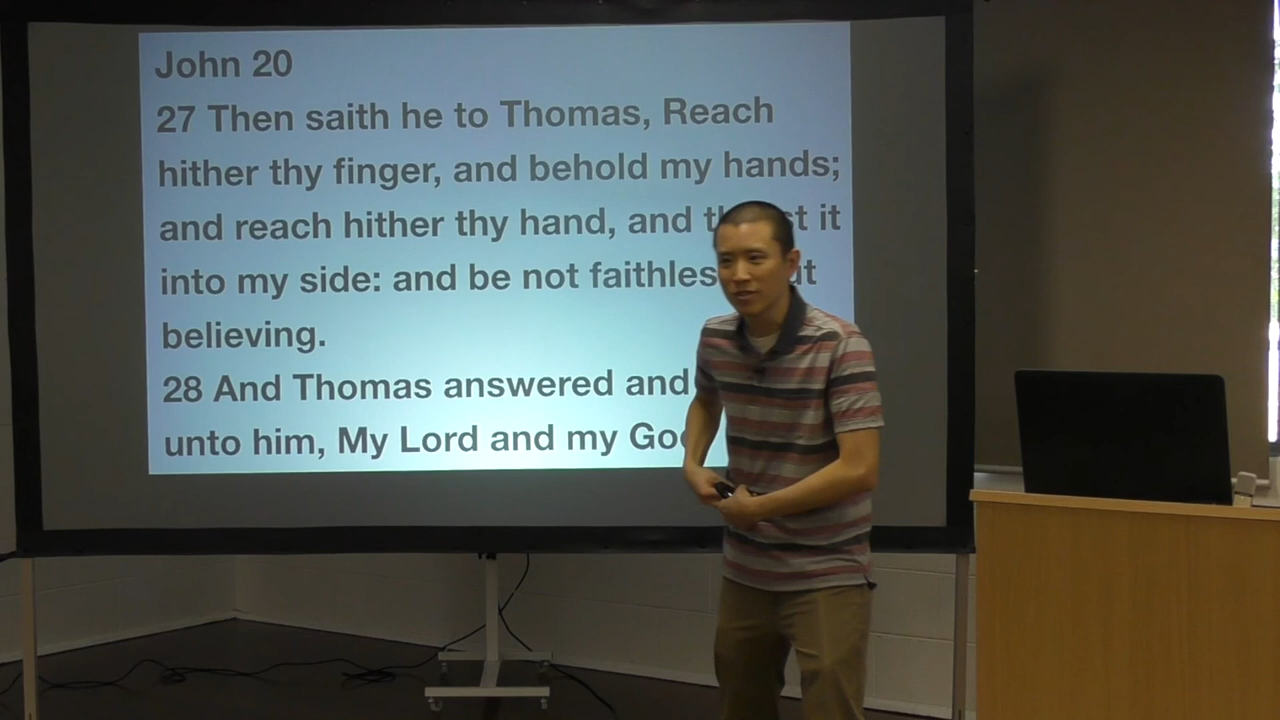 John 20
27 Then saith he to Thomas, Reach
hither thy finger, and behold my hands;
and reach hither thy hand, and it
into my side: and be not
believing.
28 And Thomas answered and
unto him, My Lord and my